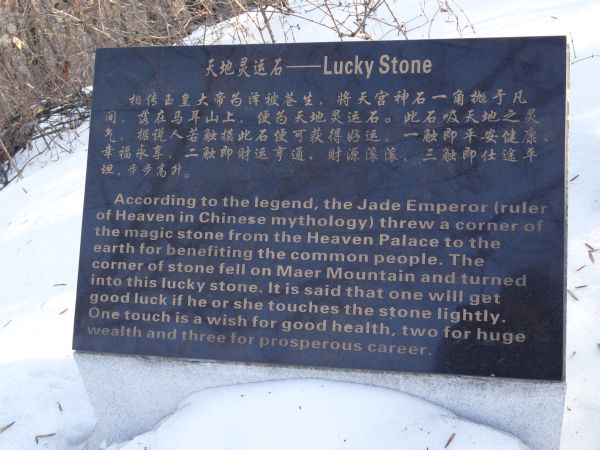 天地灵运石——Lucky Stone
相传玉皇大帝为泽被苍生，将天宫神石一角抛于凡
间，落在马耳山上，便为天地灵运石。此石吸天地之灵
气，据说人若触摸此石便可获得好运，一触即平安健康、
幸福永享，二触即财运亨通、财源滚滚，三触即仕途平
坦，步步高升。
According to the legend, the Jade Emperor (ruler
of Heaven in Chinese mythology) threw a corner of
the magic stone from the Heaven Palace to the
earth for benefiting the common people. The
corner of stone fell on Maer Mountain and turned
into this lucky stone. It is said that one will get
good luck if he or she touches the stone lightly.
One touch is a wish for good health, two for huge
wealth and three for prosperous career.